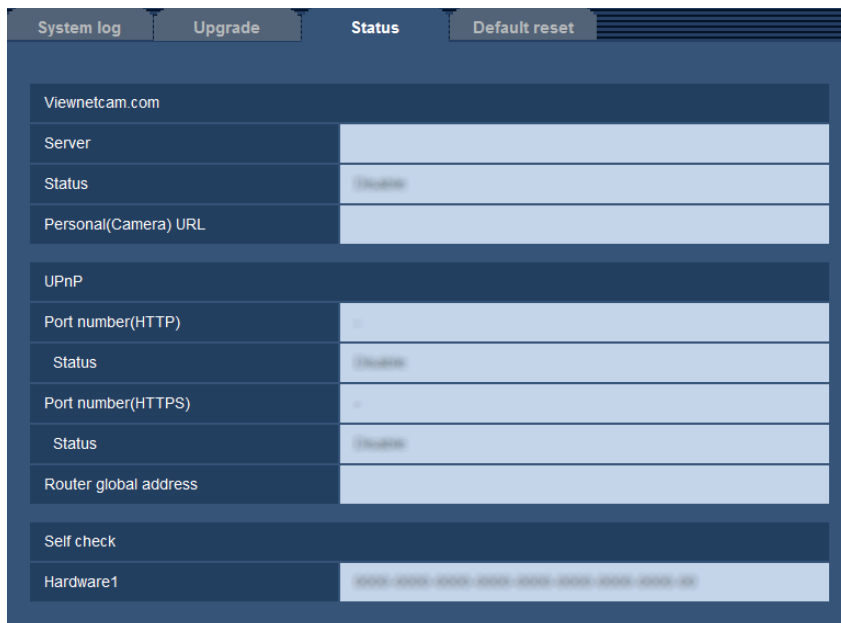 System log Upgrade Status Default reset
Viewnetcam.com
Server
Status
Personal(Camera) URL
UPnP
Port number(HTTP)
Status
Port number(HTTPS)
Status
Router global address
Self check
Hardware1